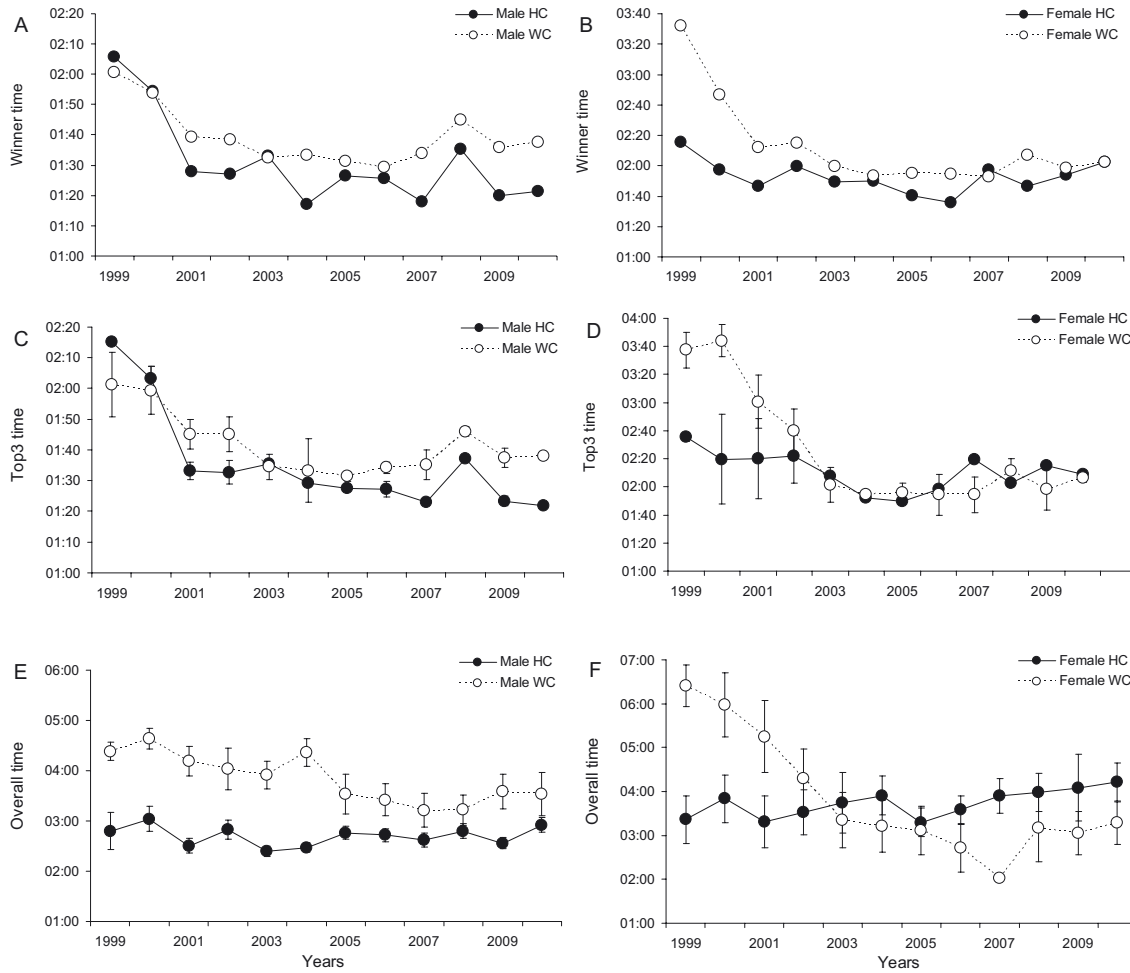 A
Male HC
Male WC
Winner time
02:20
02:10
02:00
01:50
01:40
01:30
01:20
01:10
01:00
1999 2001 2003 2005 2007 2009
B
Female HC
Female WC
Winner time
03:40
03:20
03:00
02:40
02:20
02:00
01:40
01:20
01:00
1999 2001 2003 2005 2007 2009
C
Male HC
Male WC
Top3 time
02:20
02:10
02:00
01:50
01:40
01:30
01:20
01:10
01:00
1999 2001 2003 2005 2007 2009
D
Female HC
Female WC
Top3 time
04:00
03:40
03:20
03:00
02:40
02:20
02:00
01:40
01:20
01:00
1999 2001 2003 2005 2007 2009
E
Male HC
Male WC
Overall time
06:00
05:00
04:00
03:00
02:00
01:00
1999 2001 2003 2005 2007 2009
Years
F
Female HC
Female WC
Overall time
07:00
06:00
05:00
04:00
03:00
02:00
01:00
1999 2001 2003 2005 2007 2009
Years